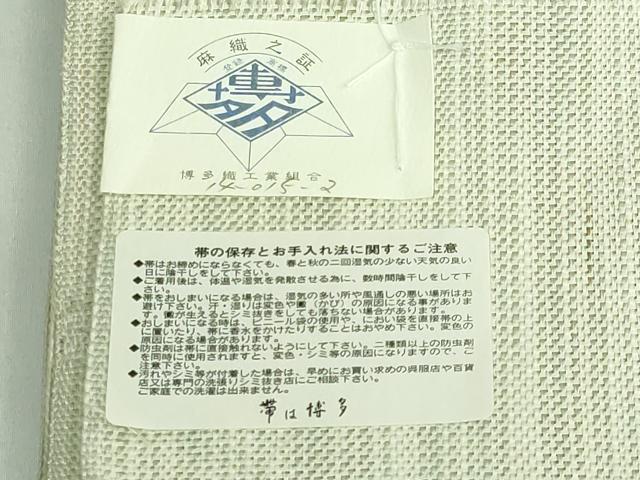 麻織之証
登録 商標
博多
博多織工業組合
14-015-2
帯の保存とお手入れ法に関するご注意
◆帯はお締めにならなくても、春と秋の二回湿気の少ない天気の良い
日に陰干しをして下さい。
◆ご着用後は、体温や湿気を発散させる為に、数時間陰干しをして下
さい。
◆帯をおしまいになる場合は、湿気の多い所や風通しの悪い場所はお
避け下さい。汗・湿りは変色や黴（かび）の原因になる事がありま
す。黴が生えるとシミ抜きをしても落ちない場合があります。
◆おしまいになる時は、ビニール袋の使用や、におい袋を直接帯の上
に置いたり、帯に香水をかけたりすることはおやめ下さい。変色の
原因になる場合があります。
◆防虫剤は帯に直接触れないようにして下さい。二種類以上の防虫剤
を同時に使用されますと、変色・シミ等の原因になりますので、ご
注意下さい。
◆汚れやシミ等が付着した場合は、早めにお買い求めの呉服店や百貨
店又は専門の洗張りシミ抜き店にご相談下さい。
ご家庭での洗濯は出来ません。
帯は博多